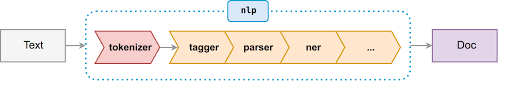 nlp
Text
tokenizer
tagger
parser
ner
...
Doc